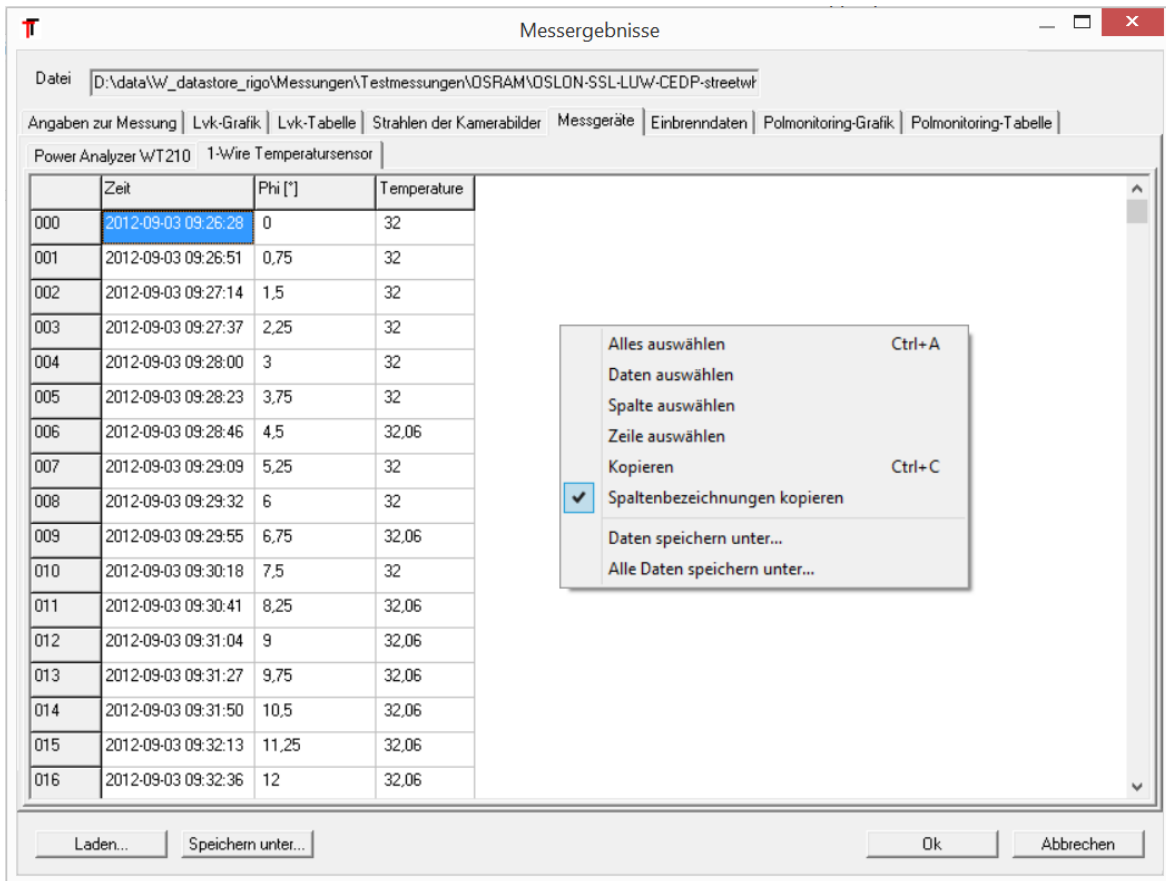 Messergebnisse
Datei D:\data\W_datastore_rigo\Messungen\Testmessungen\OSRAM\OSLON-SSL-LUW-CEDP-streetwh
Angaben zur Messung Lvk-Grafik Lvk-Tabelle Strahlen der Kamerabilder Messgeräte Einbrenndaten Polmonitoring-Grafik Polmonitoring-Tabelle
Power Analyzer WT210 1-Wire Temperatursensor
Zeit Phi [°] Temperature
000 2012-09-03 09:26:28 0 32
001 2012-09-03 09:26:51 0,75 32
002 2012-09-03 09:27:14 1,5 32
003 2012-09-03 09:27:37 2,25 32
004 2012-09-03 09:28:00 3 32
005 2012-09-03 09:28:23 3,75 32
006 2012-09-03 09:28:46 4,5 32,06
007 2012-09-03 09:29:09 5,25 32
008 2012-09-03 09:29:32 6 32
009 2012-09-03 09:29:55 6,75 32,06
010 2012-09-03 09:30:18 7,5 32
011 2012-09-03 09:30:41 8,25 32,06
012 2012-09-03 09:31:04 9 32,06
013 2012-09-03 09:31:27 9,75 32,06
014 2012-09-03 09:31:50 10,5 32,06
015 2012-09-03 09:32:13 11,25 32,06
016 2012-09-03 09:32:36 12 32,06
Alles auswählen Ctrl+A
Daten auswählen
Spalte auswählen
Zeile auswählen
Kopieren Ctrl+C
Spaltenbezeichnungen kopieren
Daten speichern unter...
Alle Daten speichern unter...
Laden... Speichern unter... Ok Abbrechen